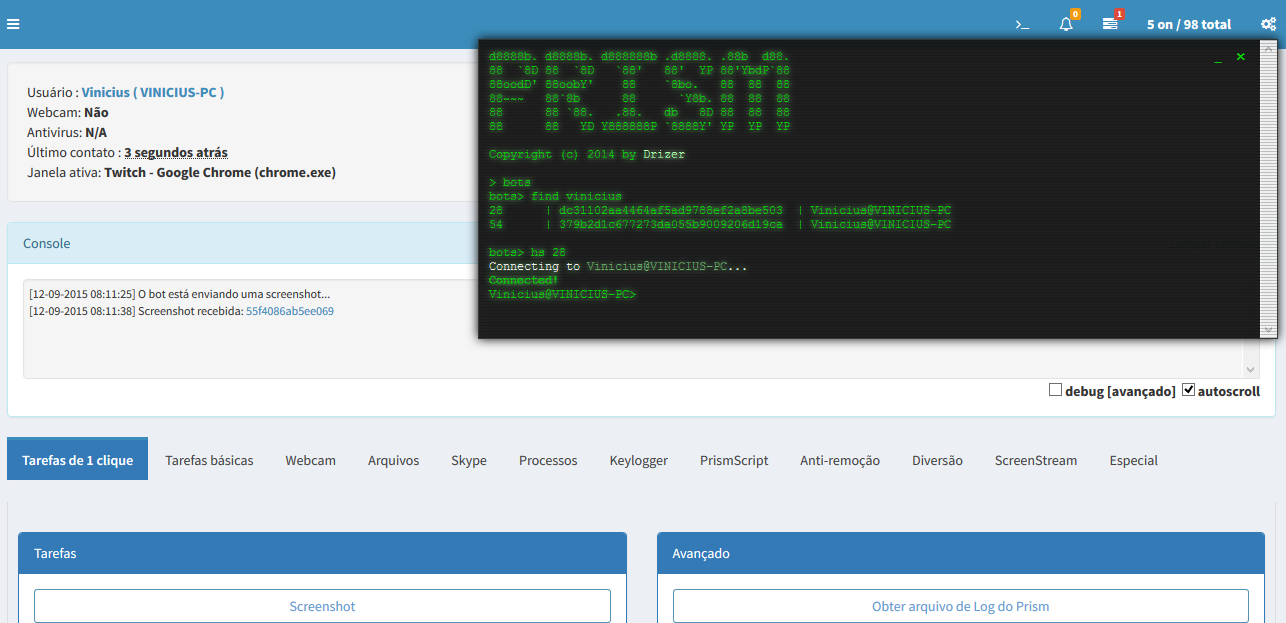 >_
0
1
5 on / 98 total
d8888b. d8888b. d888888b .d8888. .88b  d88.
88  `8D 88  `8D   `88'   88'  YP 88'YbdP`88
88oodD' 88oobY'    88    `8bo.   88  88  88
88~~~   88`8b      88      `Y8b. 88  88  88
88      88 `88.   .88.   db   8D 88  88  88
88      88   YD Y888888P `8888Y' YP  YP  YP
Copyright (c) 2014 by Drizer
> bots
bots> find vinicius
28 | dc31102aa4464af5ad9788ef2a8be503 | Vinicius@VINICIUS-PC
54 | 379b2d1c677273da055b9009206d19ca | Vinicius@VINICIUS-PC
bots> hs 28
Connecting to Vinicius@VINICIUS-PC...
Connected!
Vinicius@VINICIUS-PC>
Usuário : Vinicius ( VINICIUS-PC )
Webcam: Não
Antivirus: N/A
Último contato : 3 segundos atrás
Janela ativa: Twitch - Google Chrome (chrome.exe)
Console
[12-09-2015 08:11:25] O bot está enviando uma screenshot...
[12-09-2015 08:11:38] Screenshot recebida: 55f4086ab5ee069
debug [avançado] autoscroll
Tarefas de 1 clique Tarefas básicas Webcam Arquivos Skype Processos Keylogger PrismScript Anti-remoção Diversão ScreenStream Especial
Tarefas
Screenshot
Avançado
Obter arquivo de Log do Prism